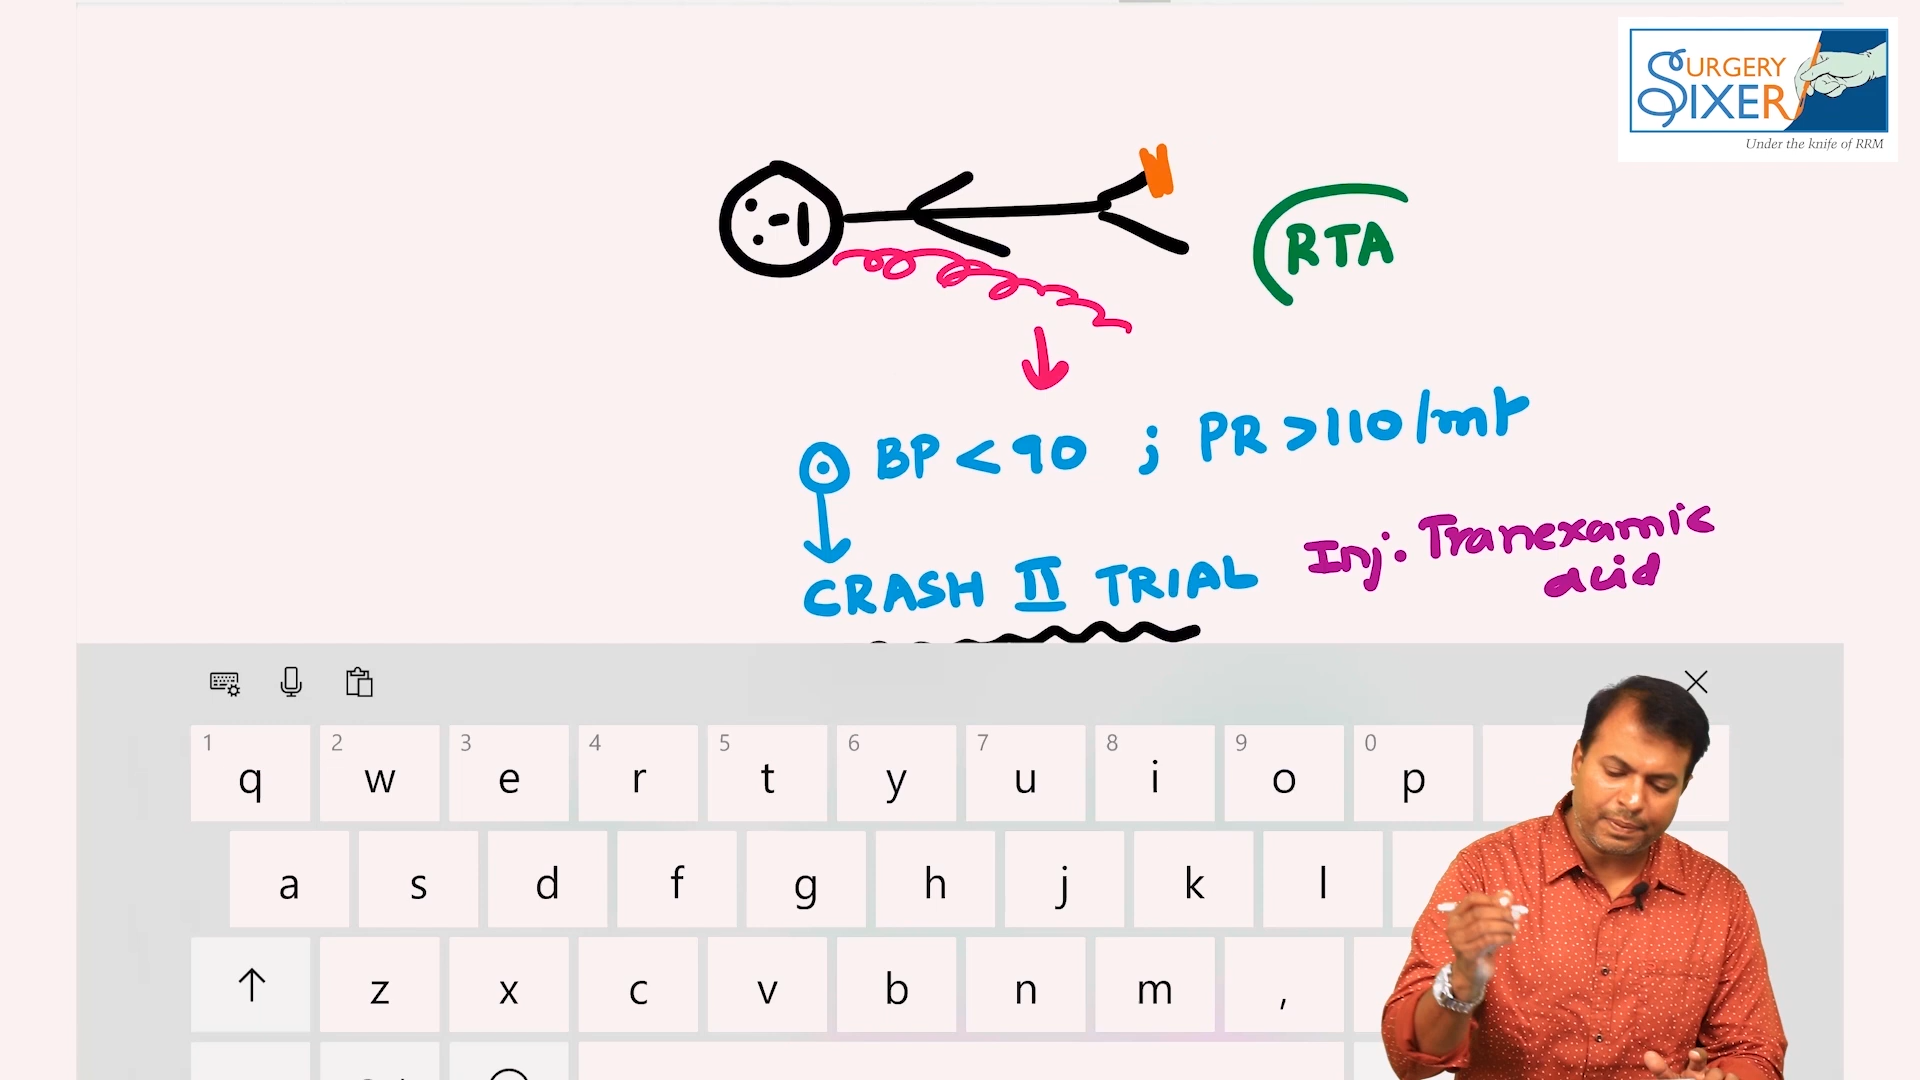 SURGERY
SIXER
Under the knife of RRM
RTA
BP < 90 ; PR > 110/mt
Inj. Tranexamic
acid
CRASH II TRIAL
1 2 3 4 5 6 7 8 9 0
q w e r t y u i o p
a s d f g h j k l
z x c v b n m ,